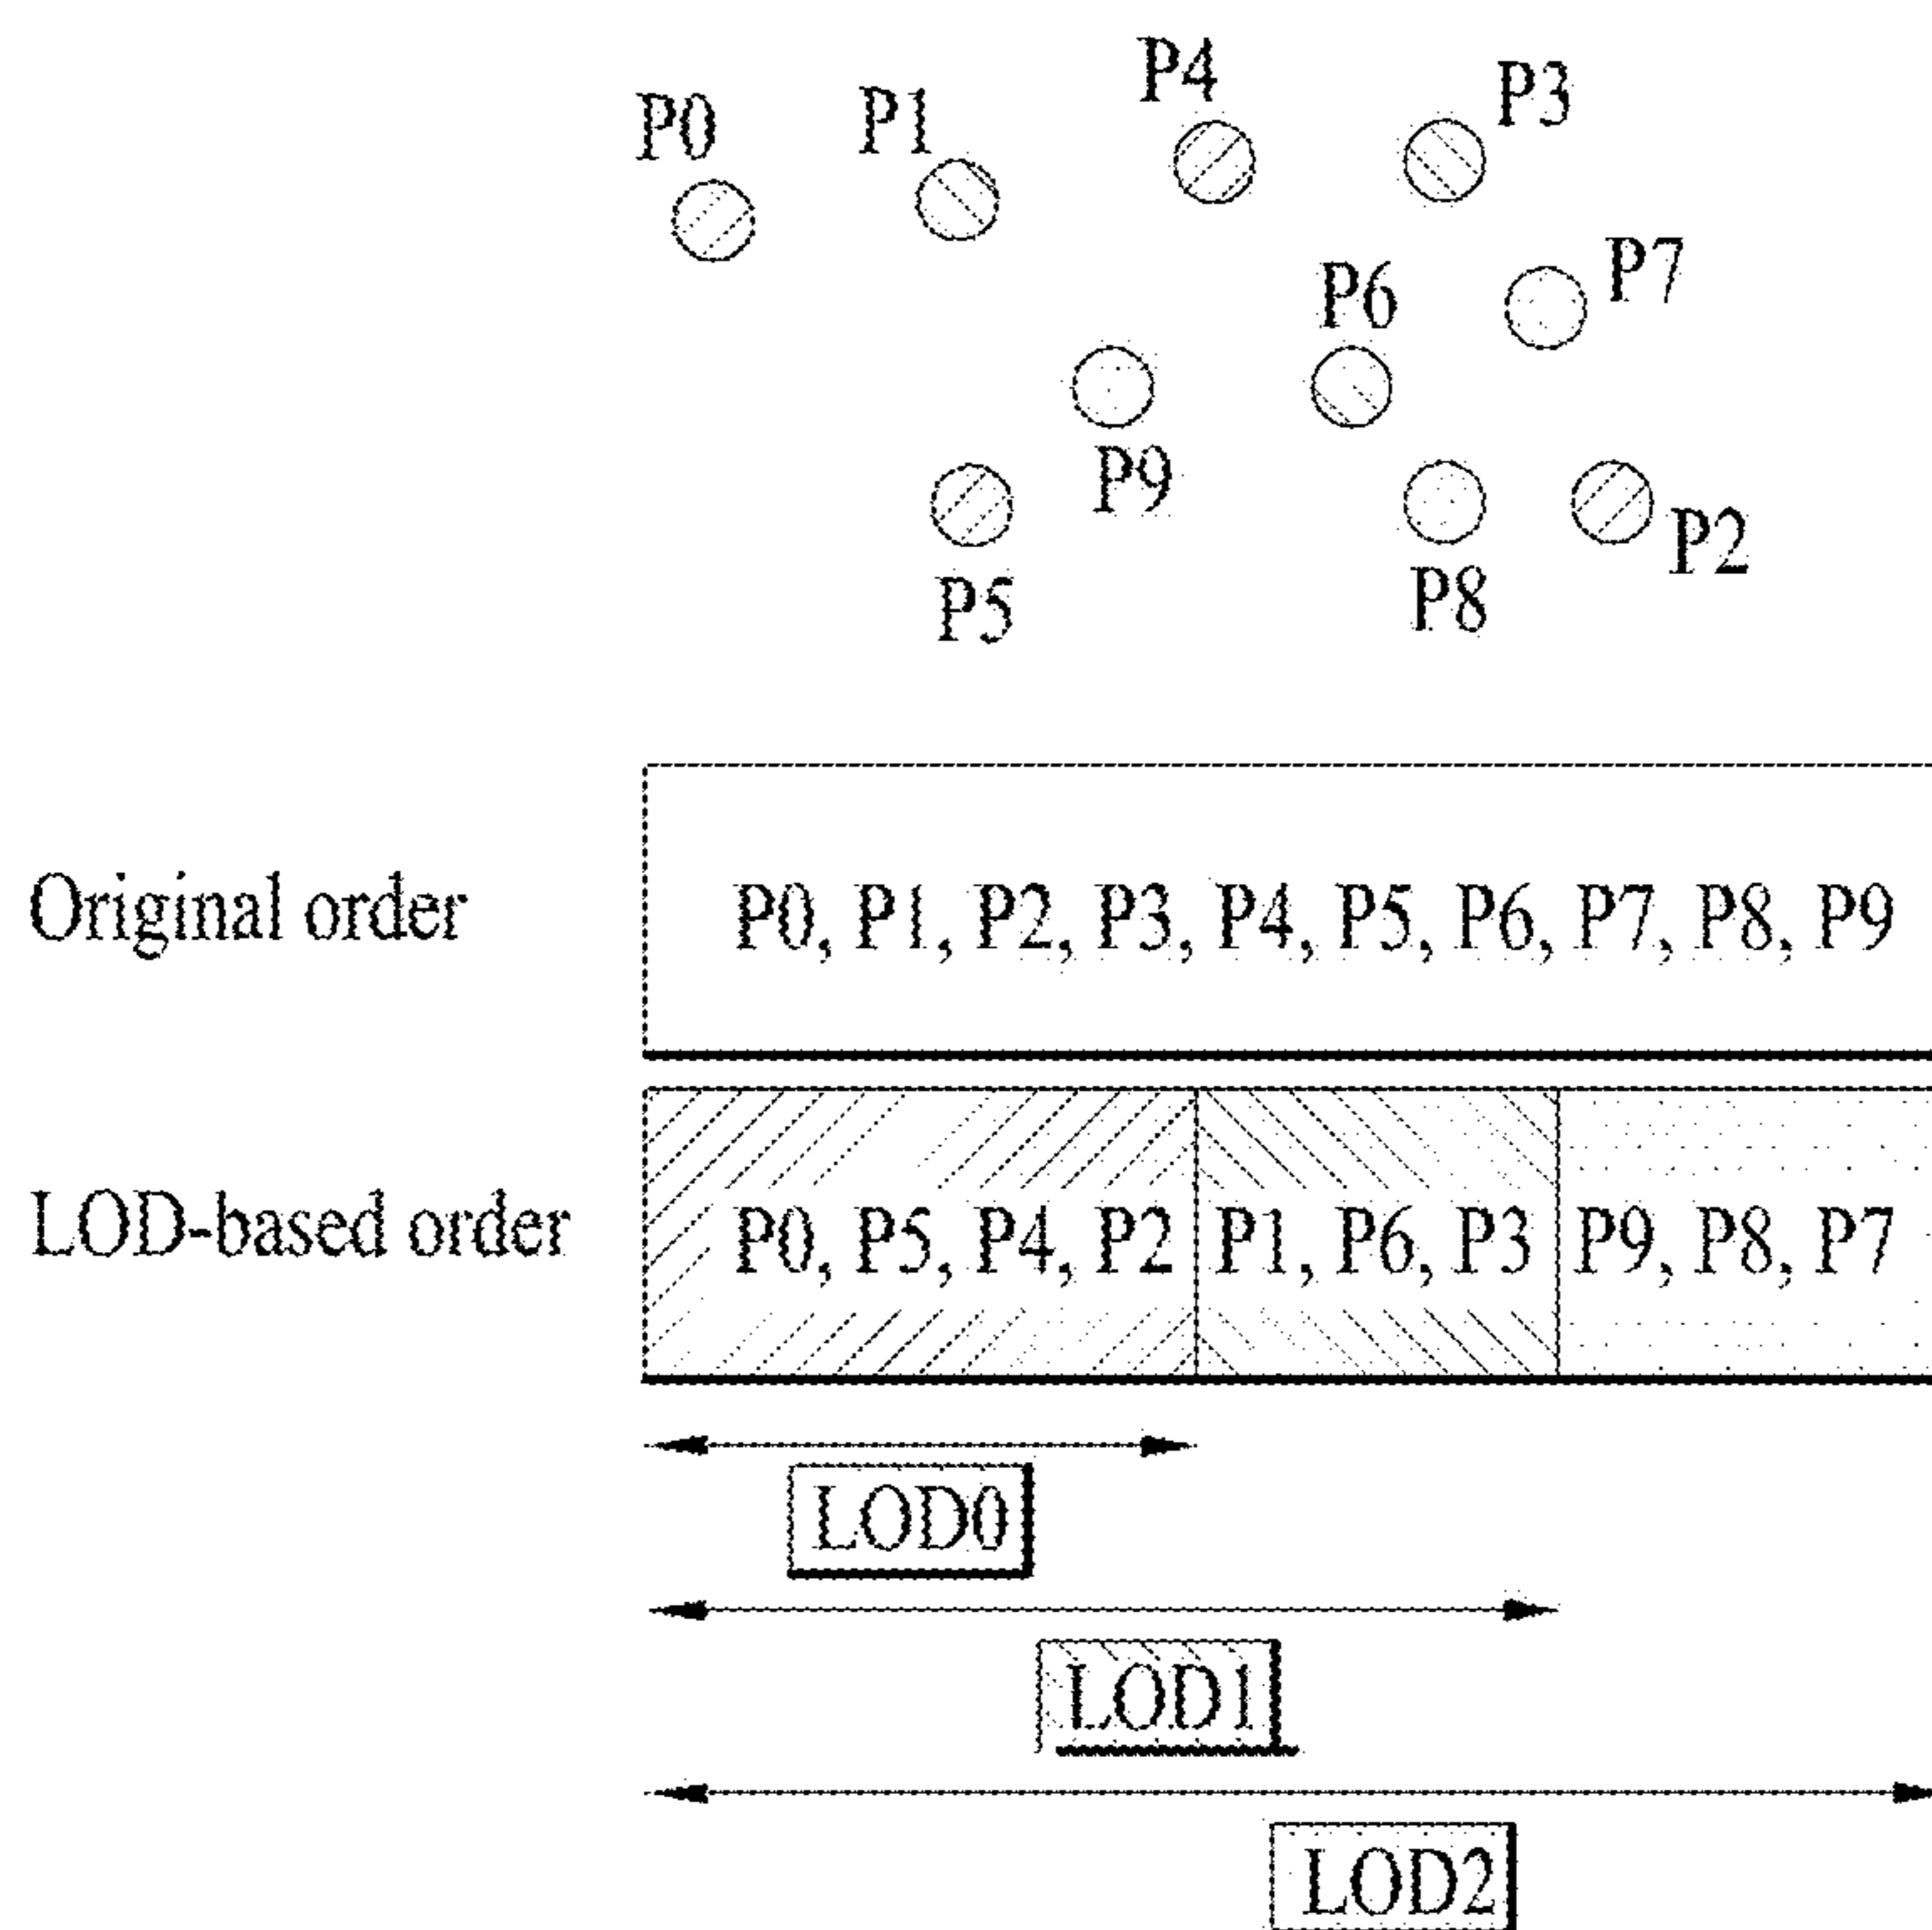 P4
P3
P0
P1
P7
P6
P9
P2
P5
P8
Original order
P0, P1, P2, P3, P4, P5, P6, P7, P8, P9
LOD-based order
P0, P5, P4, P2
P1, P6, P3
P9, P8, P7
LOD0
LOD1
LOD2